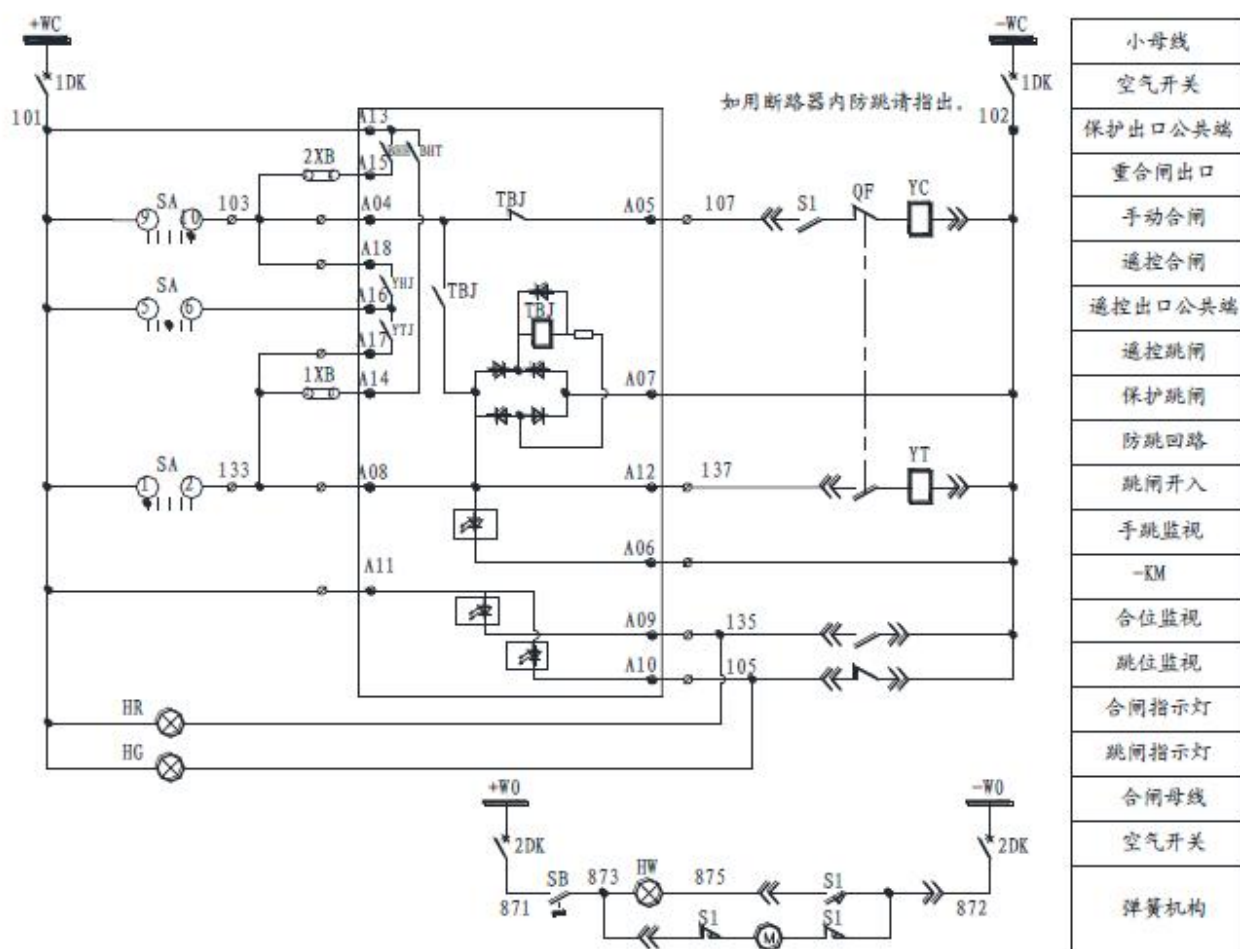 +WC
-WC
小母线
1DK
1DK
空气开关
如用断路器内防跳请指出.
101
102
A13
保护出口公共端
BHT
2XB
A15
重合闸出口
SA
103
A04
TBJ
A05
107
S1
QF
YC
9
10
手动合闸
A18
遥控合闸
YHJ
SA
A16
TBJ
TBJ
5
6
遥控出口公共端
YTJ
A17
遥控跳闸
1XB
A14
A07
保护跳闸
防跳回路
SA
133
A08
A12
137
YT
1
2
跳闸开入
手跳监视
A06
A11
-KM
A09
135
合位监视
A10
105
跳位监视
HR
合闸指示灯
HG
跳闸指示灯
+WO
-WO
合闸母线
2DK
2DK
空气开关
SB
873
HW
875
S1
871
872
S1
S1
M
弹簧机构